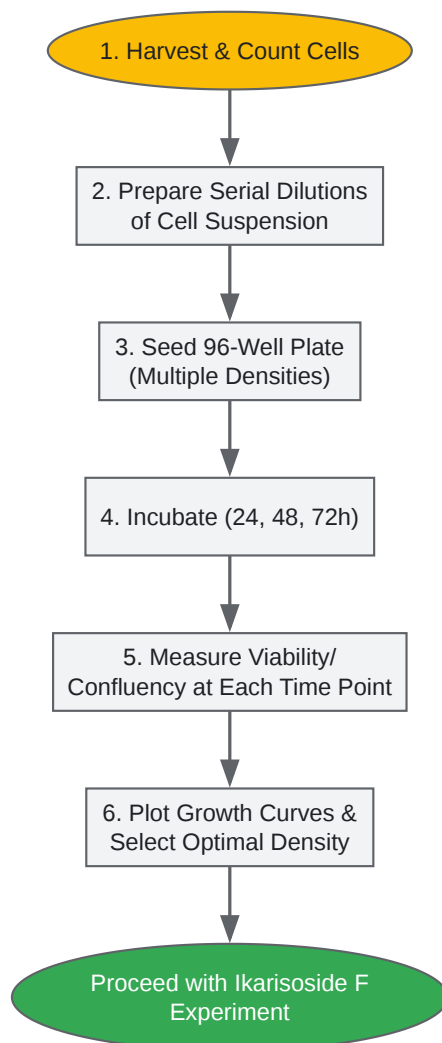 1. Harvest & Count Cells
2. Prepare Serial Dilutions
of Cell Suspension
3. Seed 96-Well Plate
(Multiple Densities)
4. Incubate (24, 48, 72h)
5. Measure Viability/
Confluency at Each Time Point
6. Plot Growth Curves &
Select Optimal Density
Proceed with Ikarisoside F
Experiment